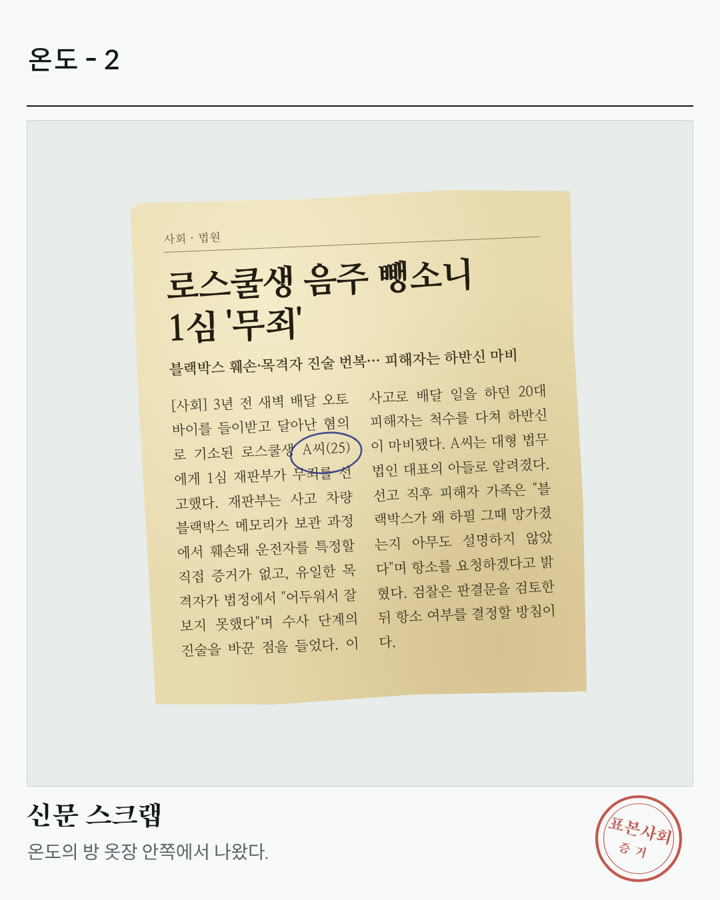 온도 - 2
사회 · 법원
로스쿨생 음주 뺑소니
1심 '무죄'
블랙박스 훼손·목격자 진술 번복… 피해자는 하반신 마비
[사회] 3년 전 새벽 배달 오토
바이를 들이받고 달아난 혐의
로 기소된 로스쿨생 A씨(25)
에게 1심 재판부가 무죄를 선
고했다. 재판부는 사고 차량
블랙박스 메모리가 보관 과정
에서 훼손돼 운전자를 특정할
직접 증거가 없고, 유일한 목
격자가 법정에서 "어두워서 잘
보지 못했다"며 수사 단계의
진술을 바꾼 점을 들었다. 이
사고로 배달 일을 하던 20대
피해자는 척수를 다쳐 하반신
이 마비됐다. A씨는 대형 법무
법인 대표의 아들로 알려졌다.
선고 직후 피해자 가족은 "블
랙박스가 왜 하필 그때 망가졌
는지 아무도 설명하지 않았
다"며 항소를 요청하겠다고 밝
혔다. 검찰은 판결문을 검토한
뒤 항소 여부를 결정할 방침이
다.
신문 스크랩
온도의 방 옷장 안쪽에서 나왔다.
표본사회
증거